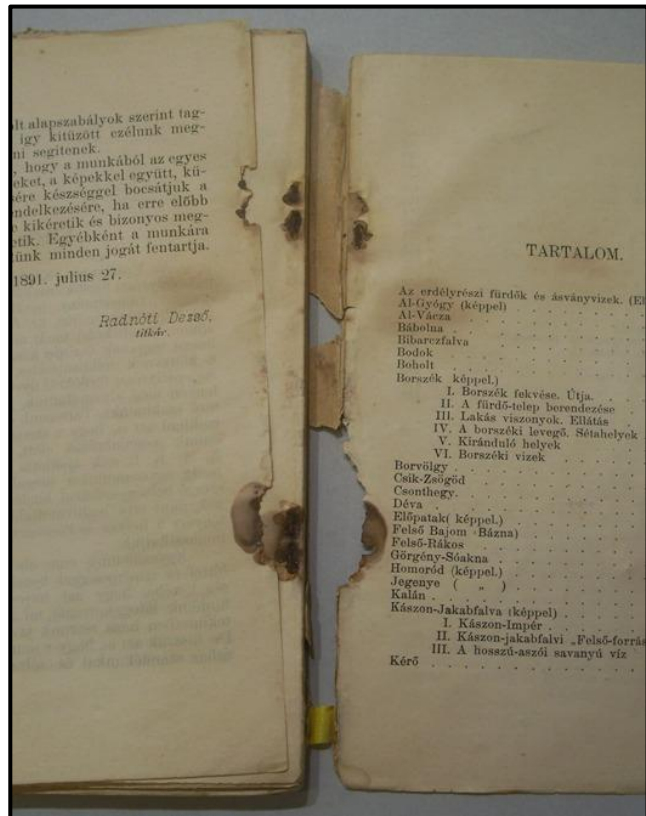 lt alapszabályok szerint tag-
igy kitüzött czélunk meg-
ni segitenek.
, hogy a munkából az egyes
eket, a képekkel együtt, kü-
sére készséggel bocsátjuk a
ndelkezésére, ha erre előbb
e kikéretik és bizonyos meg-
etik. Egyébként a munkára
tünk minden jogát fentartja.
1891. julius 27.
Radnóti Dezső,
titkár.
TARTALOM.
Az erdélyrészi fürdők és ásványvizek. (El
Al-Gyógy (képpel)
Al-Vácza
Bábolna
Bibarczfalva
Bodok
Boholt
Borszék képpel.)
I. Borszék fekvése. Útja.
II. A fürdő-telep berendezése
III. Lakás viszonyok. Ellátás
IV. A borszéki levegő. Sétahelyek
V. Kiránduló helyek
VI. Borszéki vizek
Borvölgy
Csik-Zsögöd
Csonthegy.
Déva
Előpatak( képpel.)
Felső Bajom (Bázna)
Felső-Rákos
Görgény-Sóakna
Homoród (képpel.)
Jegenye ( „ )
Kalán
Kászon-Jakabfalva (képpel)
I. Kászon-Impér
II. Kászon-jakabfalvi „Felső-forrás
III. A hosszú-aszói savanyú víz
Kérő